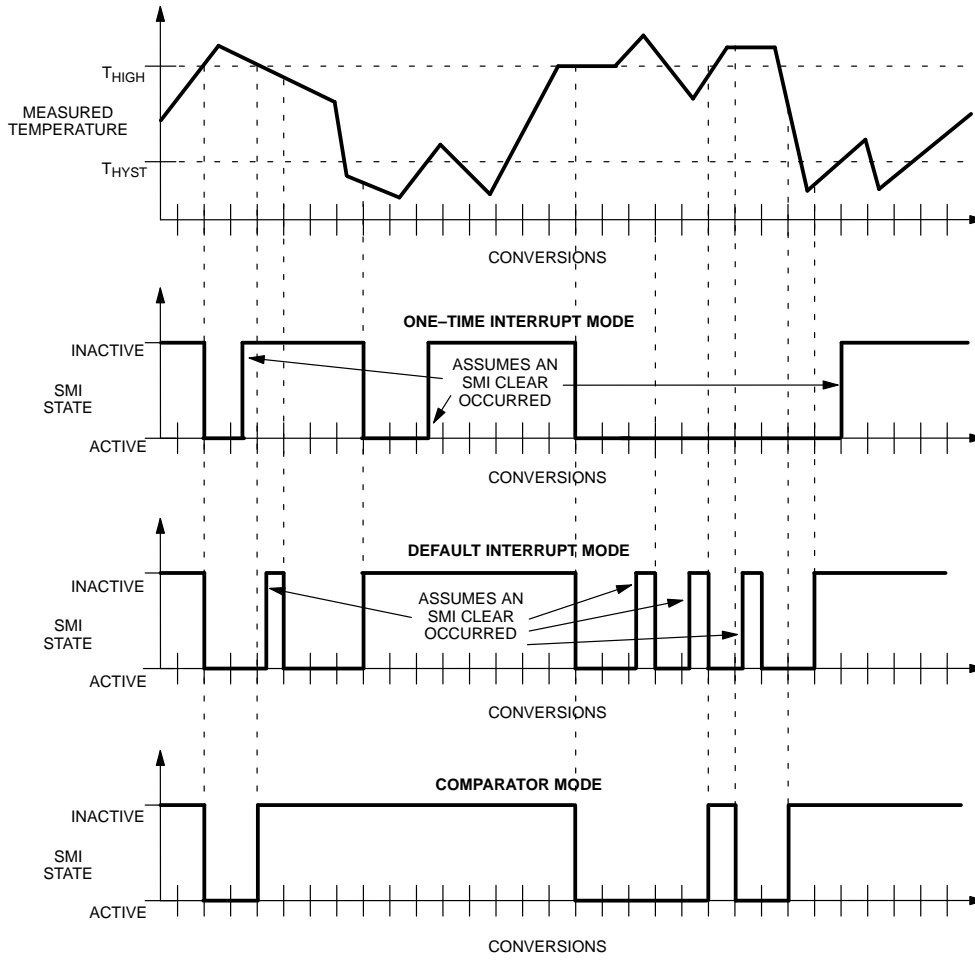 T_HIGH
MEASURED
TEMPERATURE
T_HYST
CONVERSIONS
ONE–TIME INTERRUPT MODE
INACTIVE
ASSUMES AN
SMI CLEAR
OCCURRED
SMI
STATE
ACTIVE
CONVERSIONS
DEFAULT INTERRUPT MODE
INACTIVE
ASSUMES AN
SMI CLEAR
OCCURRED
SMI
STATE
ACTIVE
CONVERSIONS
COMPARATOR MODE
INACTIVE
SMI
STATE
ACTIVE
CONVERSIONS